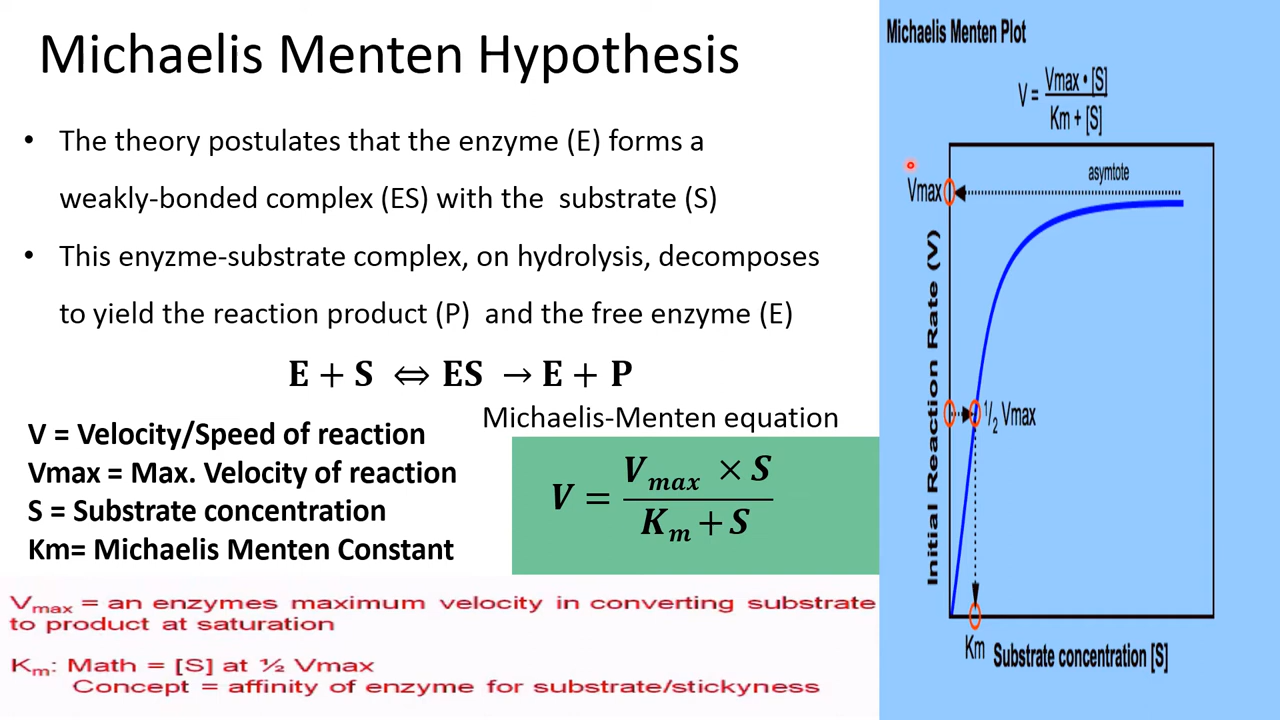 Michaelis Menten Hypothesis
• The theory postulates that the enzyme (E) forms a
weakly-bonded complex (ES) with the substrate (S)
• This enyzme-substrate complex, on hydrolysis, decomposes
to yield the reaction product (P) and the free enzyme (E)
E + S ⇔ ES → E + P
V = Velocity/Speed of reaction
Vmax = Max. Velocity of reaction
S = Substrate concentration
Km= Michaelis Menten Constant
Michaelis-Menten equation
V = (V_max × S) / (K_m + S)
V_max = an enzymes maximum velocity in converting substrate
to product at saturation
K_m: Math = [S] at ½ Vmax
Concept = affinity of enzyme for substrate/stickyness
Michaelis Menten Plot
V = (Vmax • [S]) / (Km + [S])
asymtote
Vmax
Initial Reaction Rate (V)
1/2 Vmax
Km
Substrate concentration [S]